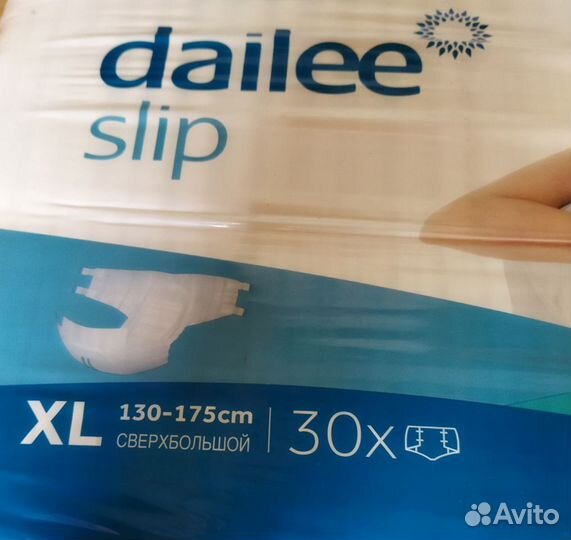 dailee
slip
XL 130-175cm
СВЕРХБОЛЬШОЙ
30x
Avito